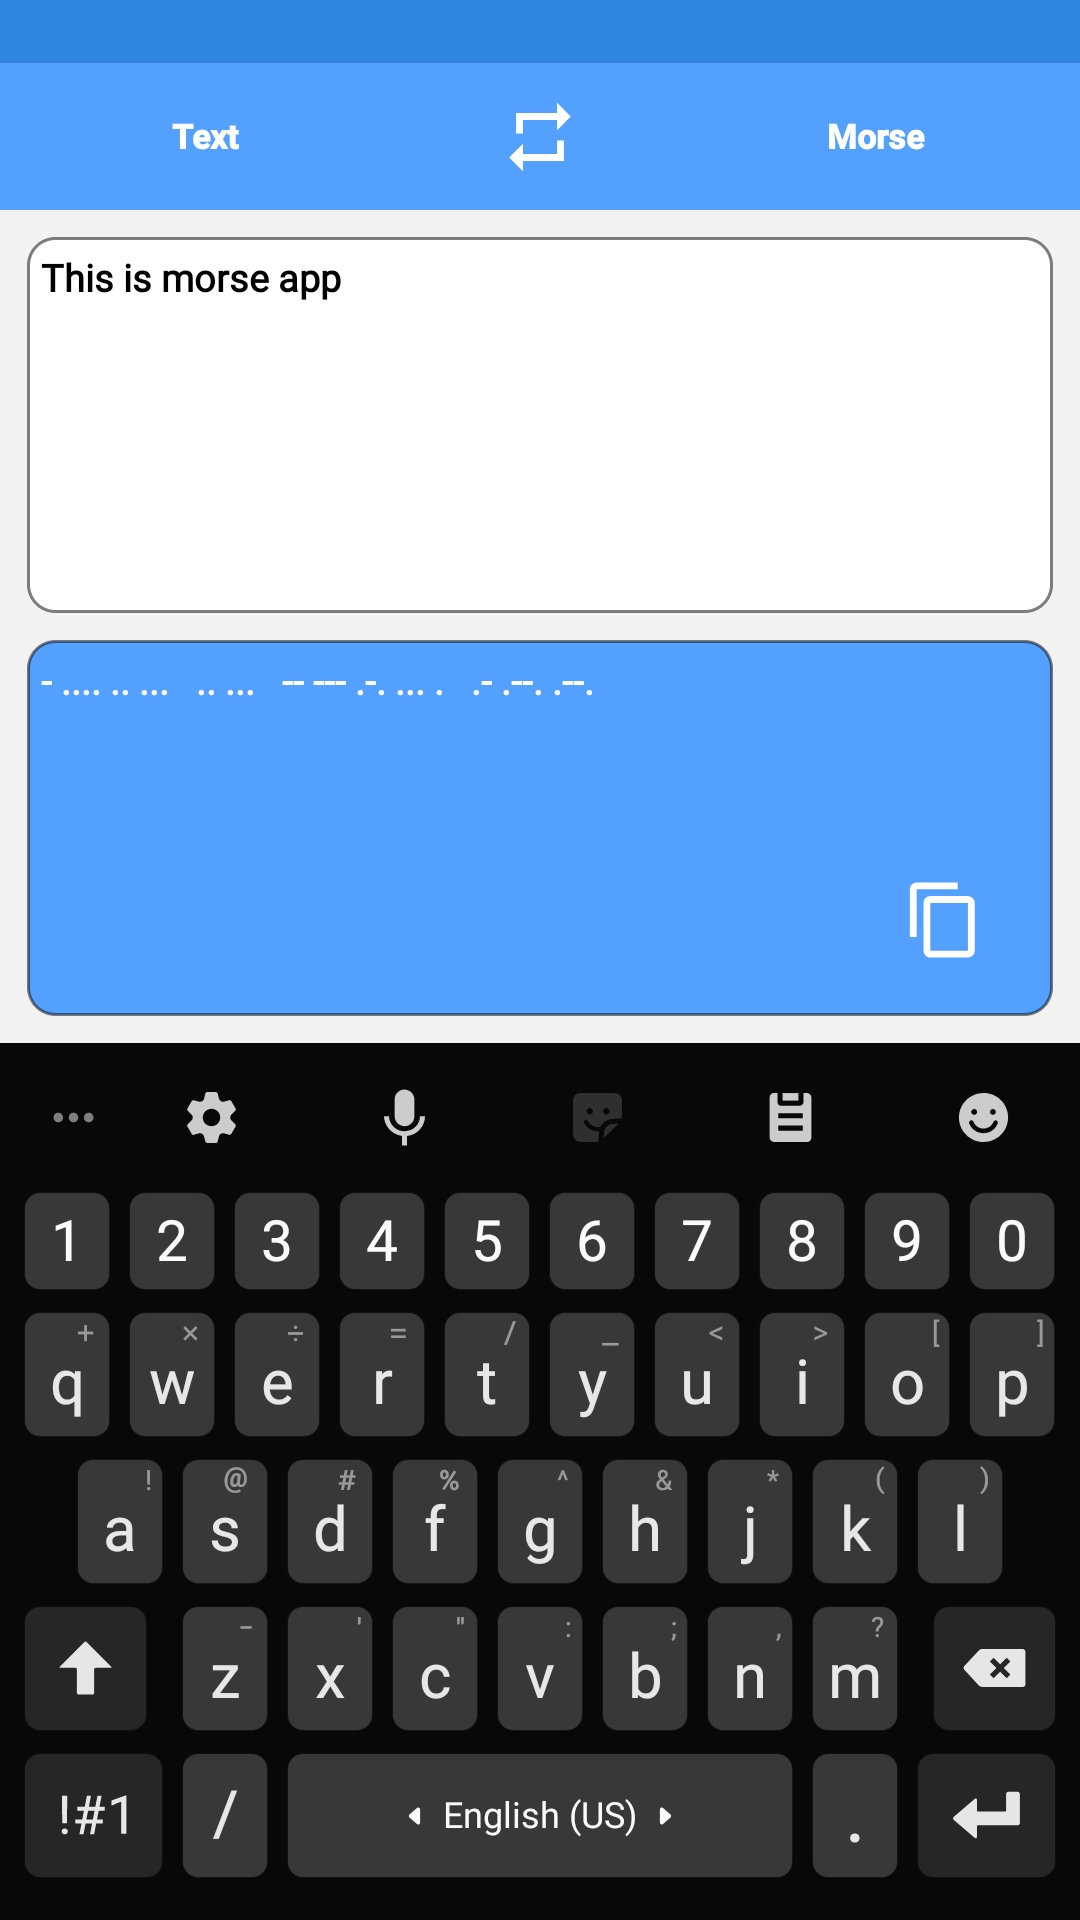 Text Morse
This is morse app
- .... .. ...   .. ...   -- --- .-. ... .   .- .--. .--.
1 2 3 4 5 6 7 8 9 0
+ × ÷ = / _ < > [ ]
q w e r t y u i o p
! @ # % ^ & * ( )
a s d f g h j k l
- ' " : ; , ?
z x c v b n m
!#1 / English (US) .